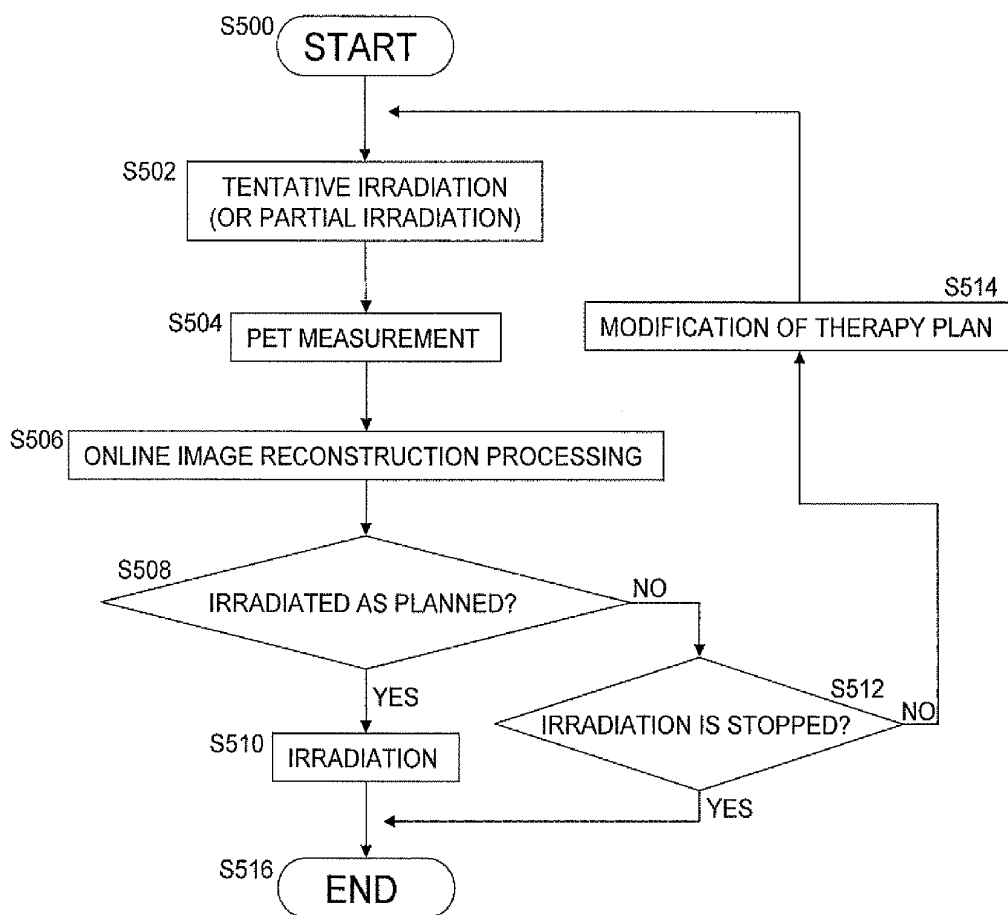 S500
START
S502
TENTATIVE IRRADIATION
(OR PARTIAL IRRADIATION)
S514
MODIFICATION OF THERAPY PLAN
S504
PET MEASUREMENT
S506
ONLINE IMAGE RECONSTRUCTION PROCESSING
S508
IRRADIATED AS PLANNED?
NO
YES
S512
IRRADIATION IS STOPPED?
NO
YES
S510
IRRADIATION
S516
END